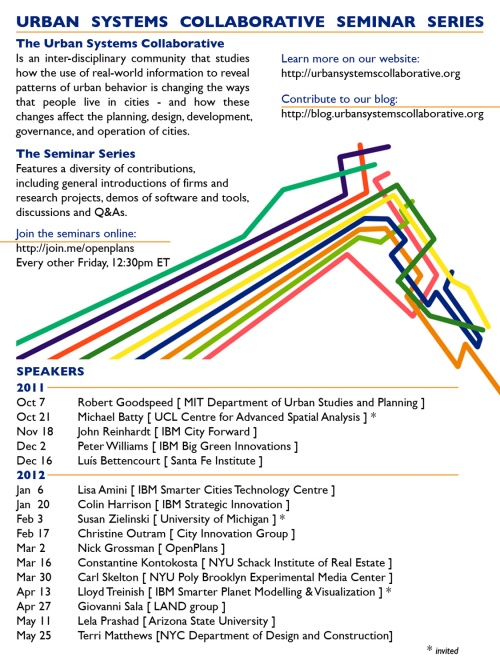 URBAN SYSTEMS COLLABORATIVE SEMINAR SERIES
The Urban Systems Collaborative
Is an inter-disciplinary community that studies
how the use of real-world information to reveal
patterns of urban behavior is changing the ways
that people live in cities - and how these
changes affect the planning, design, development,
governance, and operation of cities.
Learn more on our website:
http://urbansystemscollaborative.org
Contribute to our blog:
http://blog.urbansystemscollaborative.org
The Seminar Series
Features a diversity of contributions,
including general introductions of firms and
research projects, demos of software and tools,
discussions and Q&As.
Join the seminars online:
http://join.me/openplans
Every other Friday, 12:30pm ET
SPEAKERS
2011
Oct 7 Robert Goodspeed [ MIT Department of Urban Studies and Planning ]
Oct 21 Michael Batty [ UCL Centre for Advanced Spatial Analysis ] *
Nov 18 John Reinhardt [ IBM City Forward ]
Dec 2 Peter Williams [ IBM Big Green Innovations ]
Dec 16 Luís Bettencourt [ Santa Fe Institute ]
2012
Jan 6 Lisa Amini [ IBM Smarter Cities Technology Centre ]
Jan 20 Colin Harrison [ IBM Strategic Innovation ]
Feb 3 Susan Zielinski [ University of Michigan ] *
Feb 17 Christine Outram [ City Innovation Group ]
Mar 2 Nick Grossman [ OpenPlans ]
Mar 16 Constantine Kontokosta [ NYU Schack Institute of Real Estate ]
Mar 30 Carl Skelton [ NYU Poly Brooklyn Experimental Media Center ]
Apr 13 Lloyd Treinish [ IBM Smarter Planet Modelling & Visualization ] *
Apr 27 Giovanni Sala [ LAND group ]
May 11 Lela Prashad [ Arizona State University ]
May 25 Terri Matthews [NYC Department of Design and Construction]
* invited